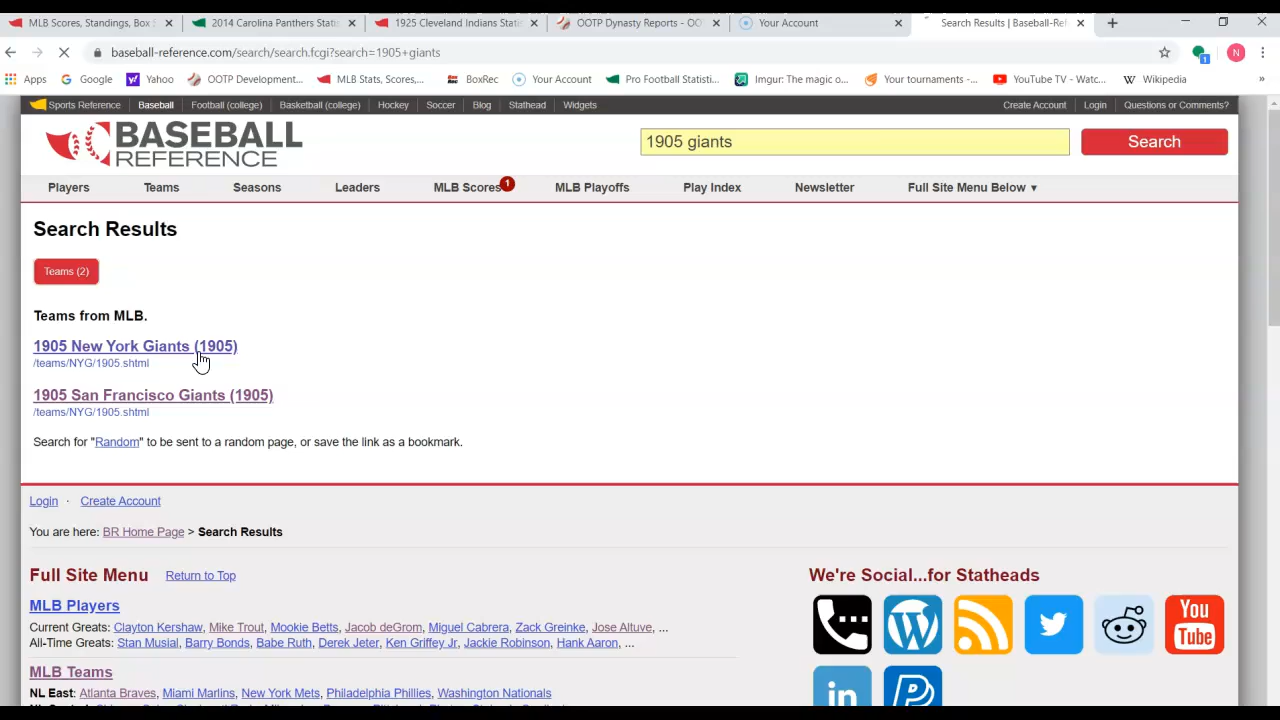 MLB Scores, Standings, Box S
2014 Carolina Panthers Stati
1925 Cleveland Indians Stati
OOTP Dynasty Reports - OO
Your Account
Search Results | Baseball-Ref
baseball-reference.com/search/search.fcgi?search=1905+giants
N
Apps
Google
Yahoo
OOTP Development...
MLB Stats, Scores,...
BoxRec
Your Account
Pro Football Statis...
Imgur: The magic o...
Your tournaments -...
YouTube TV - Watc...
Wikipedia
»
Sports Reference Baseball Football (college) Basketball (college) Hockey Soccer Blog Stathead Widgets Create Account Login Questions or Comments?
BASEBALL
REFERENCE
1905 giants
Search
Players Teams Seasons Leaders MLB Scores 1 MLB Playoffs Play Index Newsletter Full Site Menu Below ▼
Search Results
Teams (2)
Teams from MLB.
1905 New York Giants (1905)
/teams/NYG/1905.shtml
1905 San Francisco Giants (1905)
/teams/NYG/1905.shtml
Search for "Random" to be sent to a random page, or save the link as a bookmark.
Login · Create Account
You are here: BR Home Page > Search Results
Full Site Menu Return to Top
We're Social...for Statheads
MLB Players
Current Greats: Clayton Kershaw, Mike Trout, Mookie Betts, Jacob deGrom, Miguel Cabrera, Zack Greinke, Jose Altuve, ...
All-Time Greats: Stan Musial, Barry Bonds, Babe Ruth, Derek Jeter, Ken Griffey Jr, Jackie Robinson, Hank Aaron, ...
You
Tube
MLB Teams
NL East: Atlanta Braves, Miami Marlins, New York Mets, Philadelphia Phillies, Washington Nationals
in